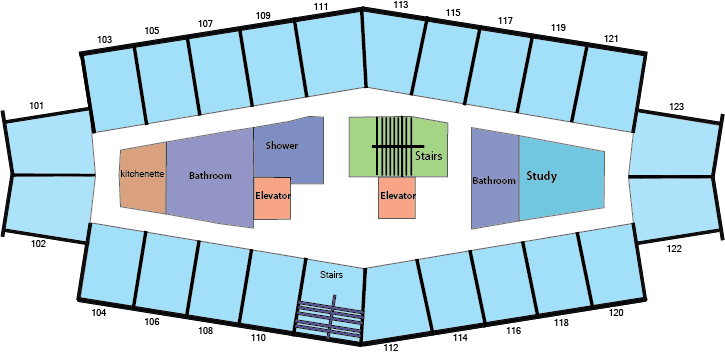 111
113
109
115
107
117
105
119
103
121
101
123
Shower
Stairs
kitchenette
Bathroom
Bathroom
Study
Elevator
Elevator
102
122
Stairs
104
120
106
118
108
116
110
114
112